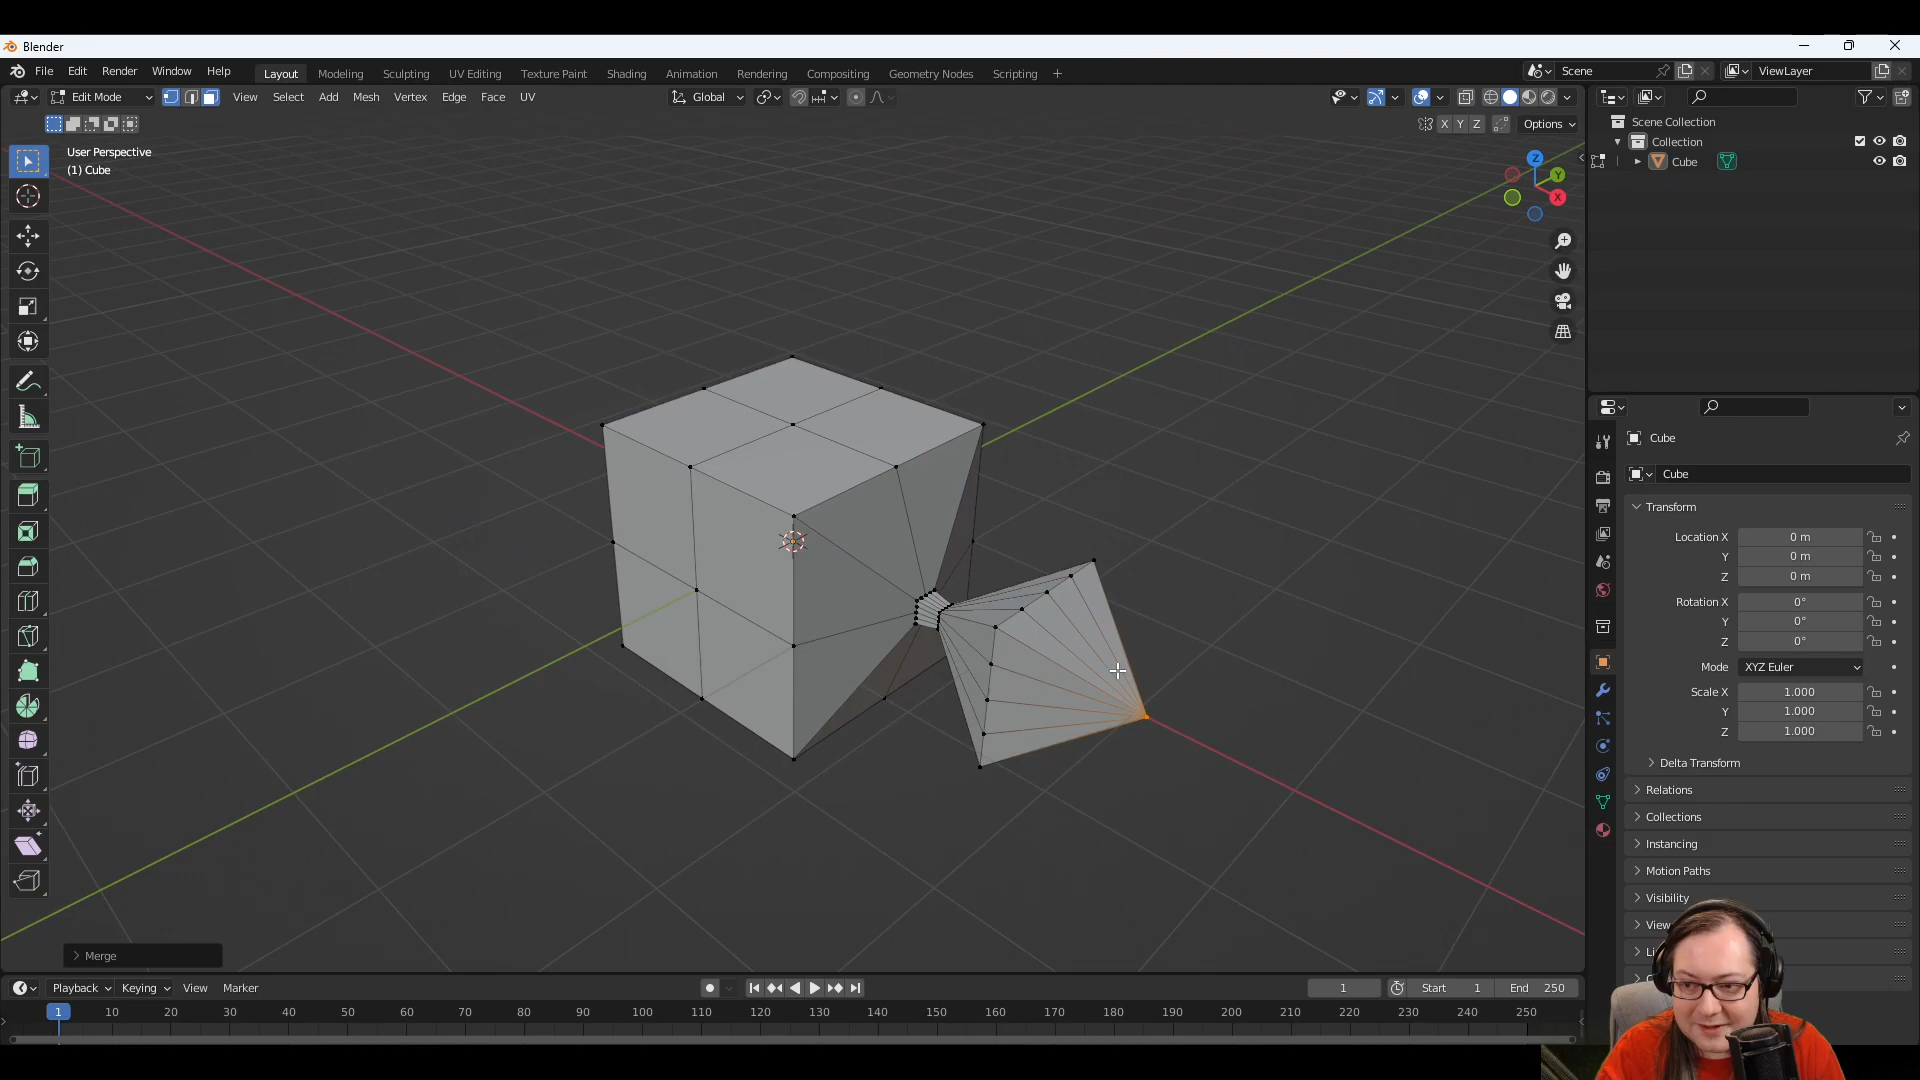 Blender
File Edit Render Window Help Layout Modeling Sculpting UV Editing Texture Paint Shading Animation Rendering Compositing Geometry Nodes Scripting + Scene ViewLayer
Edit Mode View Select Add Mesh Vertex Edge Face UV Global
X Y Z Options
User Perspective
(1) Cube
Z
Y
X
Scene Collection
Collection
Cube
Cube
Cube
Transform
Location X 0 m
Y 0 m
Z 0 m
Rotation X 0°
Y 0°
Z 0°
Mode XYZ Euler
Scale X 1.000
Y 1.000
Z 1.000
Delta Transform
Relations
Collections
Instancing
Motion Paths
Visibility
Merge
Playback Keying View Marker 1 Start 1 End 250
1 10 20 30 40 50 60 70 80 90 100 110 120 130 140 150 160 170 180 190 200 210 220 230 240 250